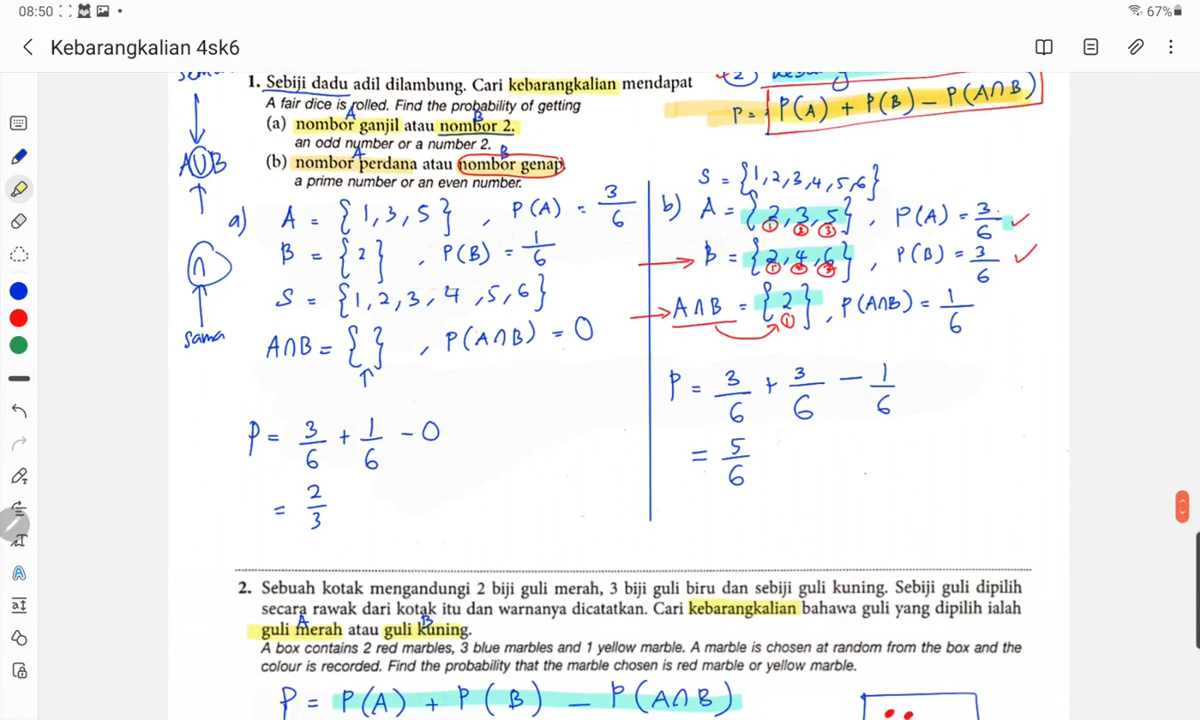 08:50
67%
Kebarangkalian 4sk6
1. Sebiji dadu adil dilambung. Cari kebarangkalian mendapat
A fair dice is rolled. Find the probability of getting
A B
(a) nombor ganjil atau nombor 2.
an odd number or a number 2.
A B
(b) nombor perdana atau nombor genap.
a prime number or an even number.
P = P(A) + P(B) − P(A∩B)
A∪B
∩
sama
a) A = {1, 3, 5} , P(A) = 3/6
B = {2} , P(B) = 1/6
S = {1, 2, 3, 4, 5, 6}
A∩B = { } , P(A∩B) = 0
P = 3/6 + 1/6 − 0
= 2/3
S = {1, 2, 3, 4, 5, 6}
b) A = {2, 3, 5} , P(A) = 3/6 ✓
① ② ③
B = {2, 4, 6} , P(B) = 3/6 ✓
① ② ③
A∩B = {2} , P(A∩B) = 1/6
①
P = 3/6 + 3/6 − 1/6
= 5/6
2. Sebuah kotak mengandungi 2 biji guli merah, 3 biji guli biru dan sebiji guli kuning. Sebiji guli dipilih
secara rawak dari kotak itu dan warnanya dicatatkan. Cari kebarangkalian bahawa guli yang dipilih ialah
A B
guli merah atau guli kuning.
A box contains 2 red marbles, 3 blue marbles and 1 yellow marble. A marble is chosen at random from the box and the
colour is recorded. Find the probability that the marble chosen is red marble or yellow marble.
P = P(A) + P(B) − P(A∩B)